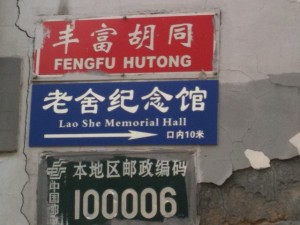 丰富胡同
FENGFU HUTONG
老舍纪念馆
Lao She Memorial Hall
口内10米
本地区邮政编码
中国邮
100006